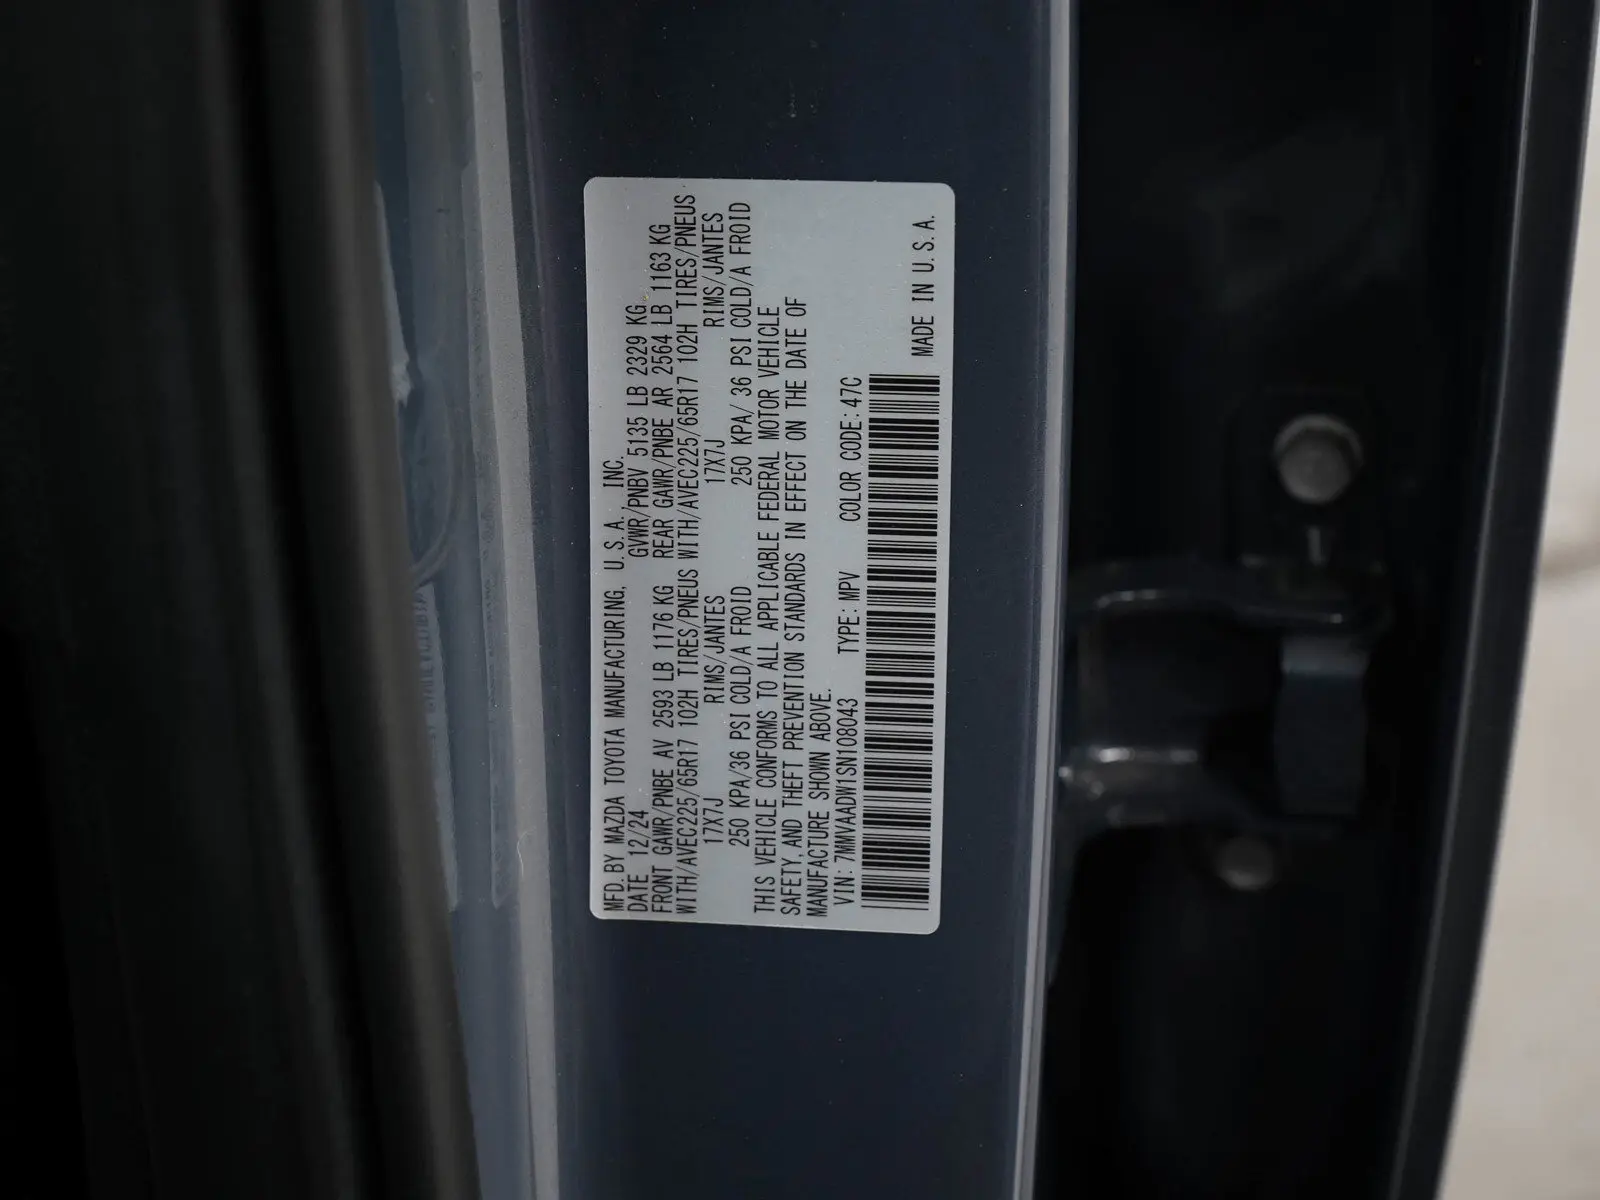 MFD. BY MAZDA TOYOTA MANUFACTURING, U.S.A., INC.
DATE 12/24 GVWR/PNBV 5135 LB 2329 KG
FRONT GAWR/PNBE AV 2593 LB 1176 KG REAR GAWR/PNBE AR 2564 LB 1163 KG
WITH/AVEC225/65R17 102H TIRES/PNEUS WITH/AVEC225/65R17 102H TIRES/PNEUS
17X7J RIMS/JANTES 17X7J RIMS/JANTES
250 KPA/36 PSI COLD/A FROID 250 KPA/ 36 PSI COLD/A FROID
THIS VEHICLE CONFORMS TO ALL APPLICABLE FEDERAL MOTOR VEHICLE
SAFETY, AND THEFT PREVENTION STANDARDS IN EFFECT ON THE DATE OF
MANUFACTURE SHOWN ABOVE.
VIN: 7MMVAADW1SN108043 TYPE: MPV COLOR CODE: 47C
MADE IN U.S.A.